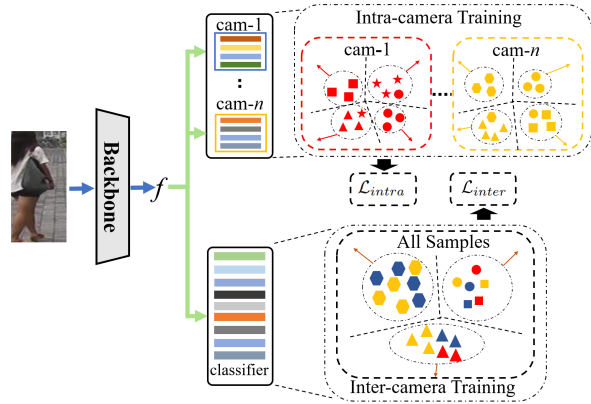 cam-1
:
cam-n
Intra-camera Training
cam-1
cam-n
Backbone
f
ℒintra
ℒinter
All Samples
classifier
Inter-camera Training